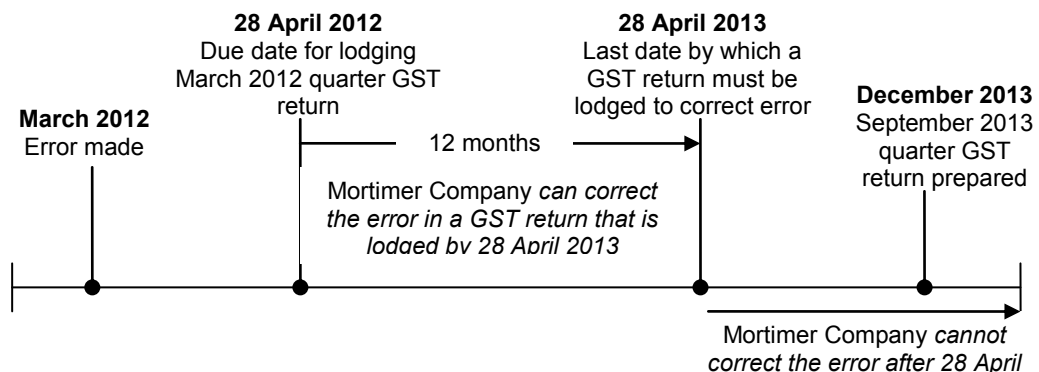 March 2012
Error made
28 April 2012
Due date for lodging
March 2012 quarter GST
return
28 April 2013
Last date by which a
GST return must be
lodged to correct error
December 2013
September 2013
quarter GST
return prepared
12 months
Mortimer Company can correct
the error in a GST return that is
lodged by 28 April 2013
Mortimer Company cannot
correct the error after 28 April